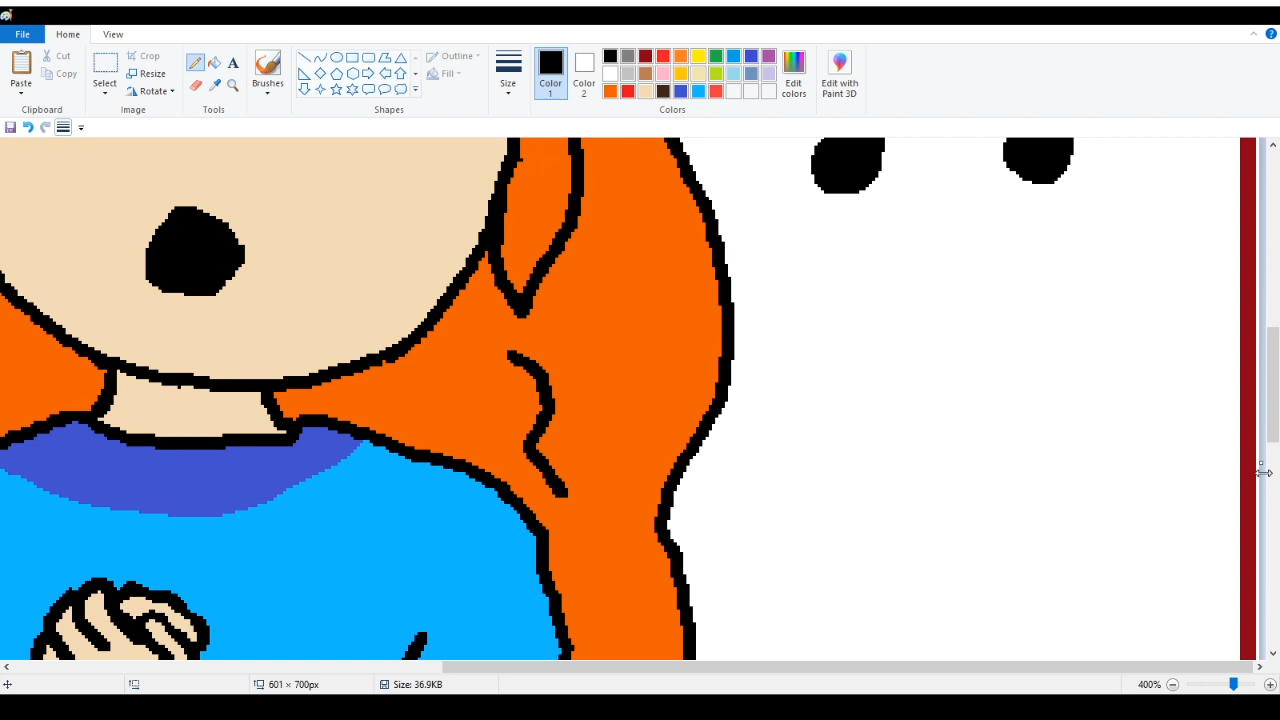 File Home View
Paste Cut Copy Select Crop Resize Rotate A Brushes Outline Fill Size Color 1 Color 2 Edit colors Edit with Paint 3D
Clipboard Image Tools Shapes Colors
601 × 700px Size: 36.9KB 400%